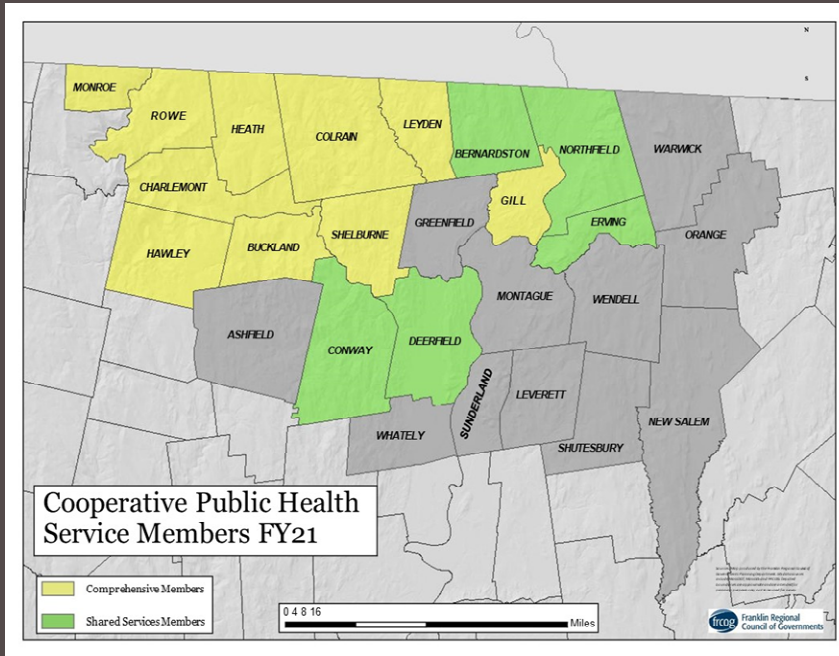 N
S
MONROE
ROWE
HEATH
COLRAIN
LEYDEN
BERNARDSTON
NORTHFIELD
WARWICK
CHARLEMONT
GILL
GREENFIELD
ERVING
ORANGE
HAWLEY
BUCKLAND
SHELBURNE
MONTAGUE
WENDELL
ASHFIELD
CONWAY
DEERFIELD
SUNDERLAND
LEVERETT
WHATELY
SHUTESBURY
NEW SALEM
Cooperative Public Health
Service Members FY21
Comprehensive Members
Shared Services Members
0 4 8 16
Miles
frcog
Franklin Regional
Council of Governments